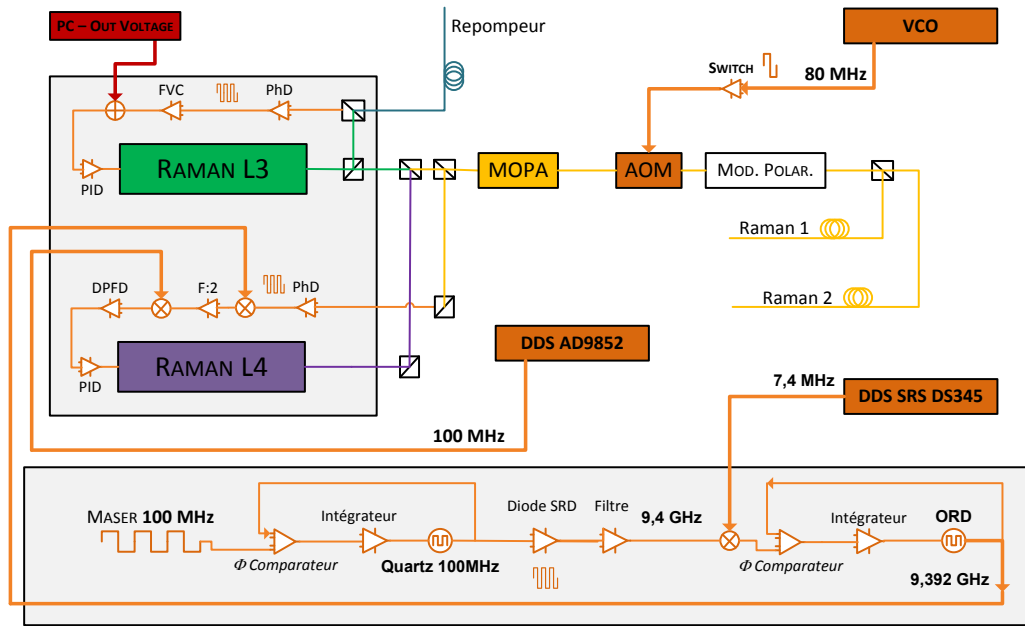 PC – Out Voltage
Repompeur
VCO
FVC
PhD
Switch
80 MHz
PID
Raman L3
MOPA
AOM
Mod. Polar.
Raman 1
Raman 2
DPFD
F:2
PhD
PID
Raman L4
DDS AD9852
100 MHz
7,4 MHz
DDS SRS DS345
Maser 100 MHz
Intégrateur
Diode SRD
Filtre
9,4 GHz
Intégrateur
ORD
Φ Comparateur
Quartz 100MHz
Φ Comparateur
9,392 GHz